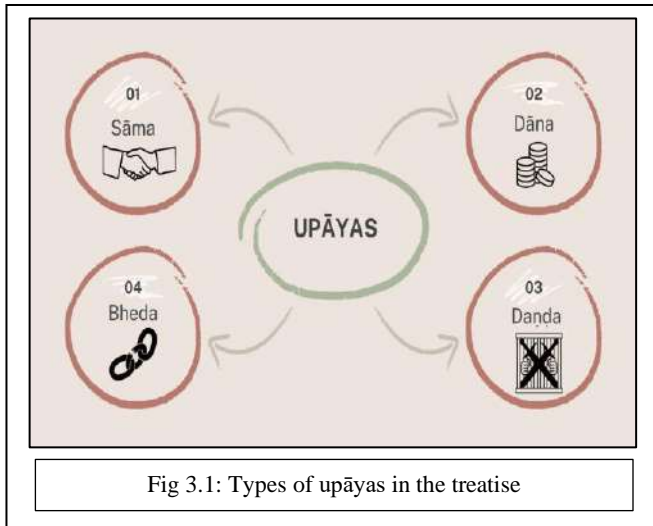 01
Sāma
02
Dāna
UPĀYAS
04
Bheda
03
Daṇḍa
Fig 3.1: Types of upāyas in the treatise